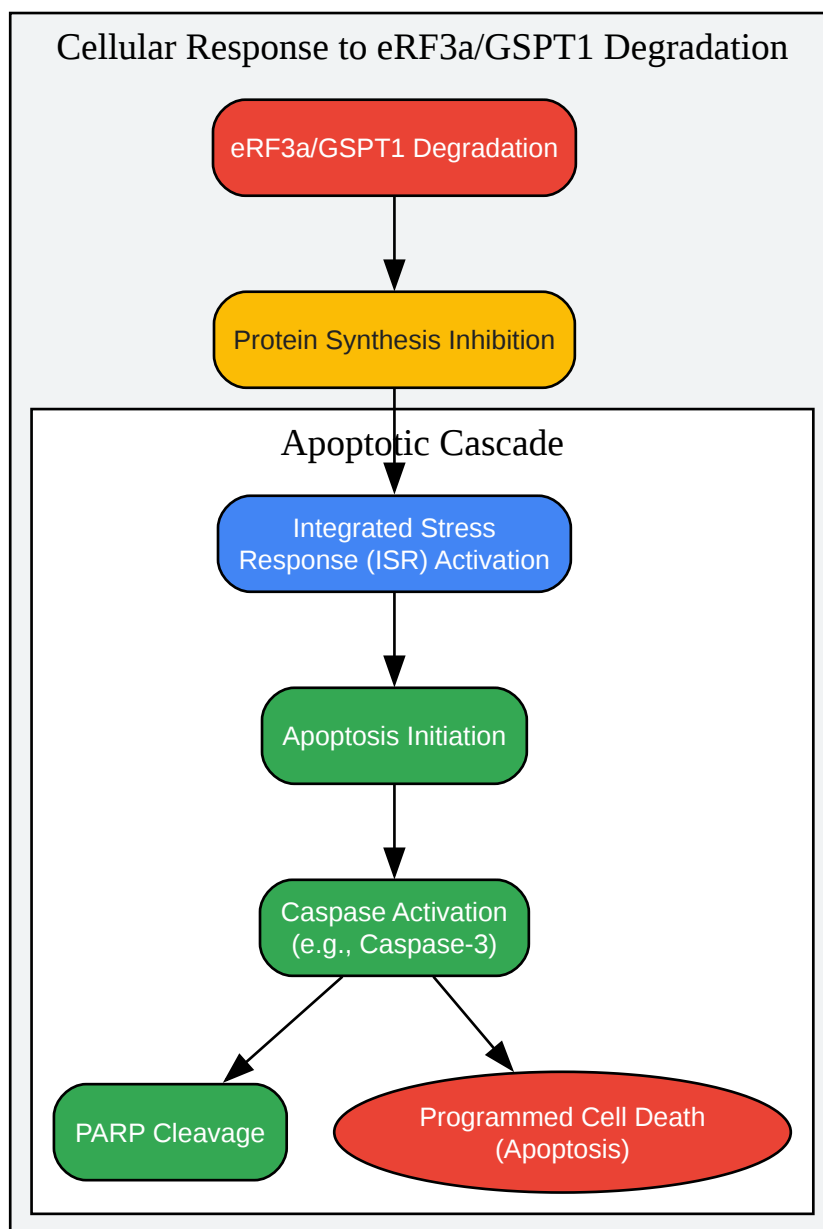 Cellular Response to eRF3a/GSPT1 Degradation
eRF3a/GSPT1 Degradation
Protein Synthesis Inhibition
Apoptotic Cascade
Integrated Stress
Response (ISR) Activation
Apoptosis Initiation
Caspase Activation
(e.g., Caspase-3)
PARP Cleavage
Programmed Cell Death
(Apoptosis)